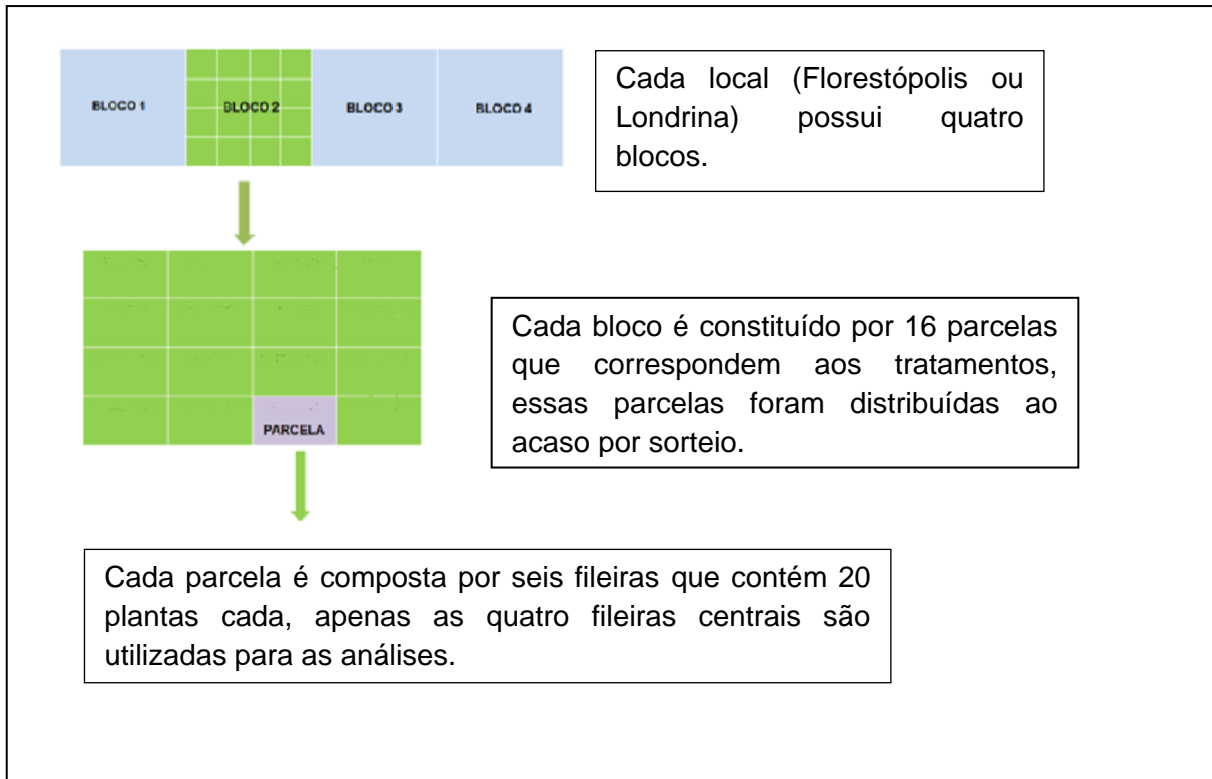 BLOCO 1
BLOCO 2
BLOCO 3
BLOCO 4
Cada local (Florestópolis ou
Londrina) possui quatro
blocos.
Cada bloco é constituído por 16 parcelas
que correspondem aos tratamentos,
essas parcelas foram distribuídas ao
acaso por sorteio.
PARCELA
Cada parcela é composta por seis fileiras que contém 20
plantas cada, apenas as quatro fileiras centrais são
utilizadas para as análises.